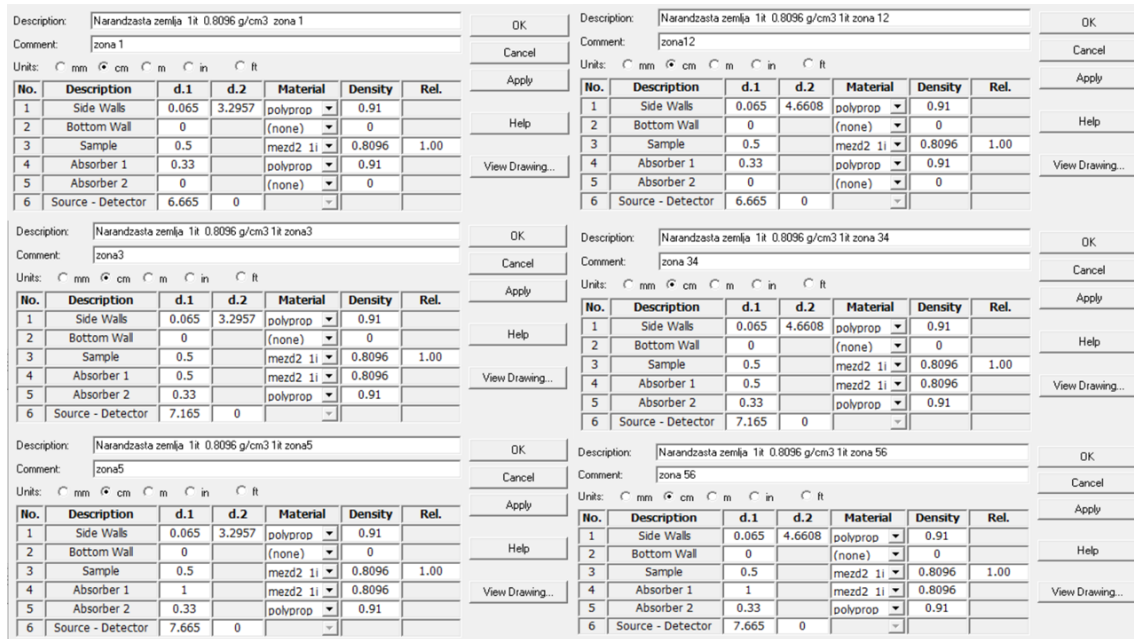 Description: Narandzasta zemlja 1it 0.8096 g/cm3 zona 1
OK
Comment: zona 1
Cancel
Units: mm cm m in ft
Apply
No. Description d.1 d.2 Material Density Rel.
1 Side Walls 0.065 3.2957 polyprop 0.91
2 Bottom Wall 0 (none) 0
Help
3 Sample 0.5 mezd2 1i 0.8096 1.00
4 Absorber 1 0.33 polyprop 0.91
View Drawing...
5 Absorber 2 0 (none) 0
6 Source - Detector 6.665 0
Description: Narandzasta zemlja 1it 0.8096 g/cm3 1it zona 12
OK
Comment: zona12
Cancel
Units: mm cm m in ft
Apply
No. Description d.1 d.2 Material Density Rel.
1 Side Walls 0.065 4.6608 polyprop 0.91
2 Bottom Wall 0 (none) 0
Help
3 Sample 0.5 mezd2 1i 0.8096 1.00
4 Absorber 1 0.33 polyprop 0.91
View Drawing...
5 Absorber 2 0 (none) 0
6 Source - Detector 6.665 0
Description: Narandzasta zemlja 1it 0.8096 g/cm3 1it zona3
OK
Comment: zona3
Cancel
Units: mm cm m in ft
Apply
No. Description d.1 d.2 Material Density Rel.
1 Side Walls 0.065 3.2957 polyprop 0.91
2 Bottom Wall 0 (none) 0
Help
3 Sample 0.5 mezd2 1i 0.8096 1.00
4 Absorber 1 0.5 mezd2 1i 0.8096
View Drawing...
5 Absorber 2 0.33 polyprop 0.91
6 Source - Detector 7.165 0
Description: Narandzasta zemlja 1it 0.8096 g/cm3 1it zona 34
OK
Comment: zona 34
Cancel
Units: mm cm m in ft
Apply
No. Description d.1 d.2 Material Density Rel.
1 Side Walls 0.065 4.6608 polyprop 0.91
2 Bottom Wall 0 (none) 0
Help
3 Sample 0.5 mezd2 1i 0.8096 1.00
4 Absorber 1 0.5 mezd2 1i 0.8096
View Drawing...
5 Absorber 2 0.33 polyprop 0.91
6 Source - Detector 7.165 0
Description: Narandzasta zemlja 1it 0.8096 g/cm3 1it zona5
OK
Comment: zona5
Cancel
Units: mm cm m in ft
Apply
No. Description d.1 d.2 Material Density Rel.
1 Side Walls 0.065 3.2957 polyprop 0.91
2 Bottom Wall 0 (none) 0
Help
3 Sample 0.5 mezd2 1i 0.8096 1.00
4 Absorber 1 1 mezd2 1i 0.8096
View Drawing...
5 Absorber 2 0.33 polyprop 0.91
6 Source - Detector 7.665 0
Description: Narandzasta zemlja 1it 0.8096 g/cm3 1it zona 56
OK
Comment: zona 56
Cancel
Units: mm cm m in ft
Apply
No. Description d.1 d.2 Material Density Rel.
1 Side Walls 0.065 4.6608 polyprop 0.91
2 Bottom Wall 0 (none) 0
Help
3 Sample 0.5 mezd2 1i 0.8096 1.00
4 Absorber 1 1 mezd2 1i 0.8096
View Drawing...
5 Absorber 2 0.33 polyprop 0.91
6 Source - Detector 7.665 0